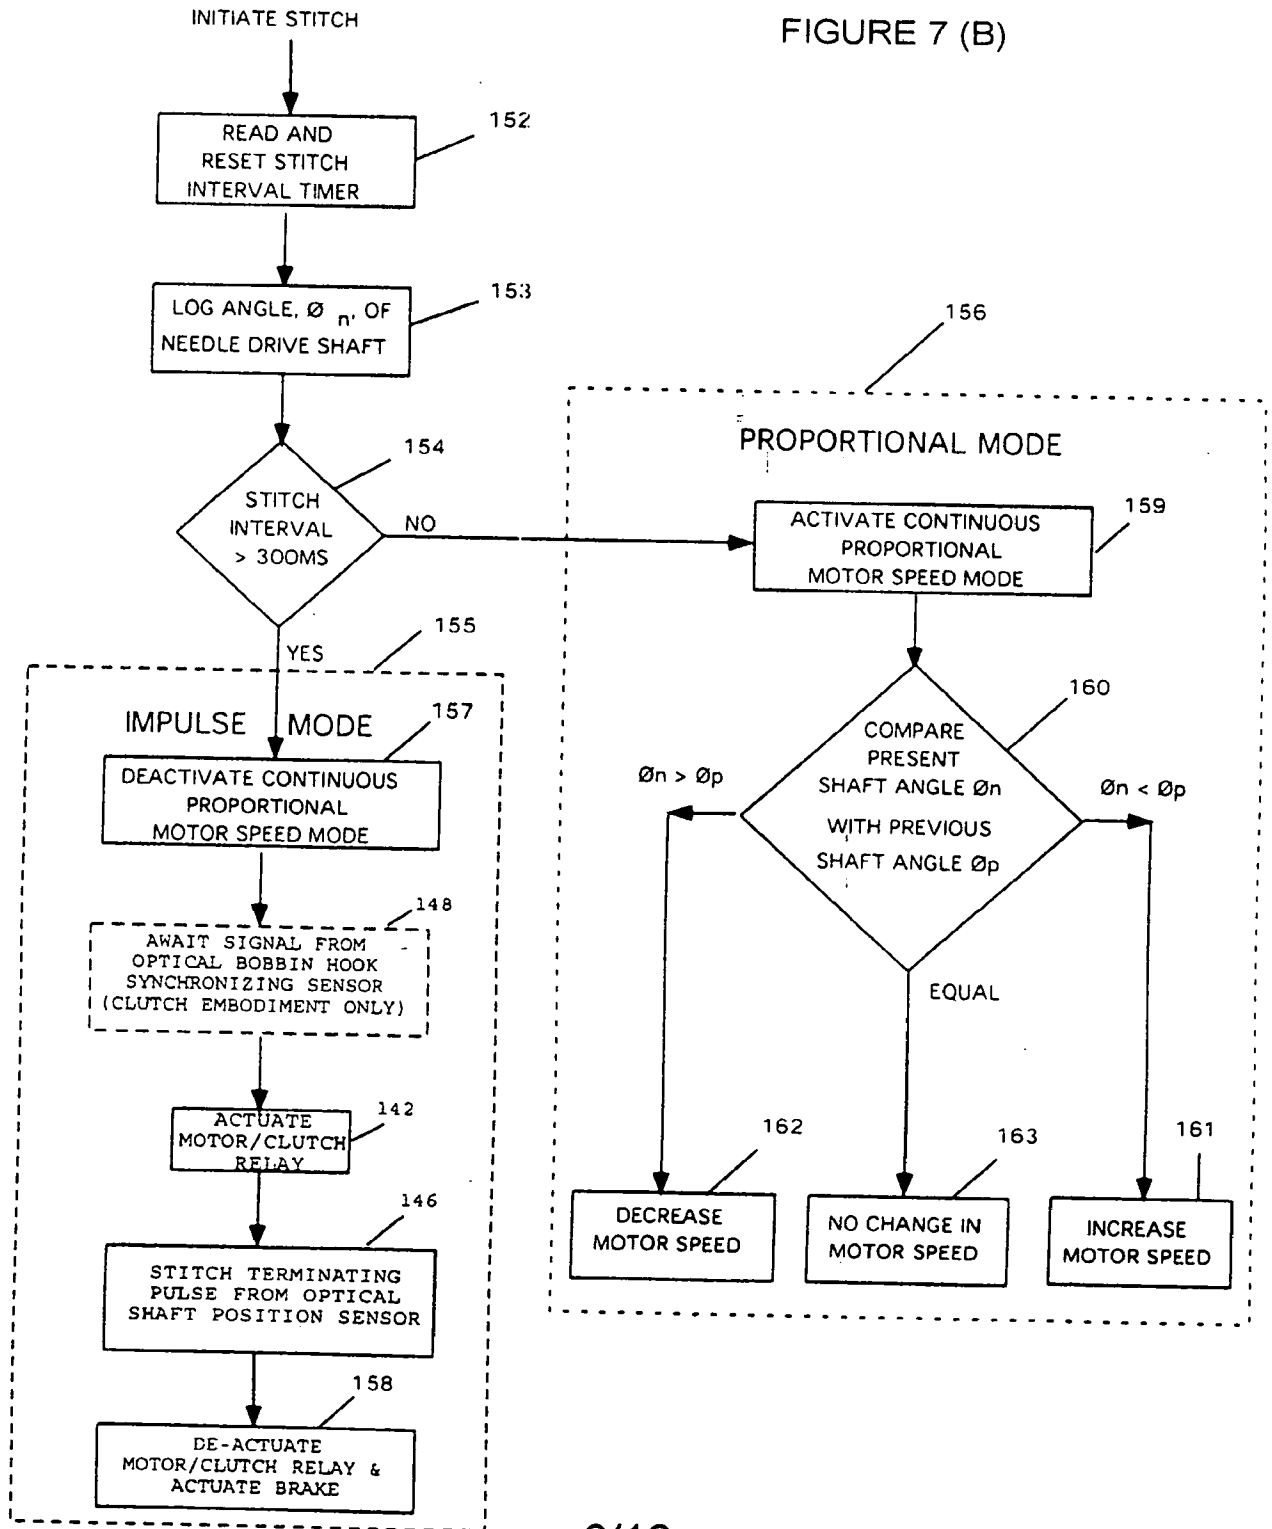 INITIATE STITCH
FIGURE 7 (B)
152
READ AND
RESET STITCH
INTERVAL TIMER
153
LOG ANGLE, Ø n, OF
NEEDLE DRIVE SHAFT
154
STITCH
INTERVAL
> 300MS
NO
YES
155
IMPULSE MODE
157
DEACTIVATE CONTINUOUS
PROPORTIONAL
MOTOR SPEED MODE
148
AWAIT SIGNAL FROM
OPTICAL BOBBIN HOOK
SYNCHRONIZING SENSOR
(CLUTCH EMBODIMENT ONLY)
142
ACTUATE
MOTOR/CLUTCH
RELAY
146
STITCH TERMINATING
PULSE FROM OPTICAL
SHAFT POSITION SENSOR
158
DE-ACTUATE
MOTOR/CLUTCH RELAY &
ACTUATE BRAKE
156
PROPORTIONAL MODE
159
ACTIVATE CONTINUOUS
PROPORTIONAL
MOTOR SPEED MODE
160
COMPARE
PRESENT
SHAFT ANGLE Øn
WITH PREVIOUS
SHAFT ANGLE Øp
Øn > Øp
Øn < Øp
EQUAL
162
DECREASE
MOTOR SPEED
163
NO CHANGE IN
MOTOR SPEED
161
INCREASE
MOTOR SPEED